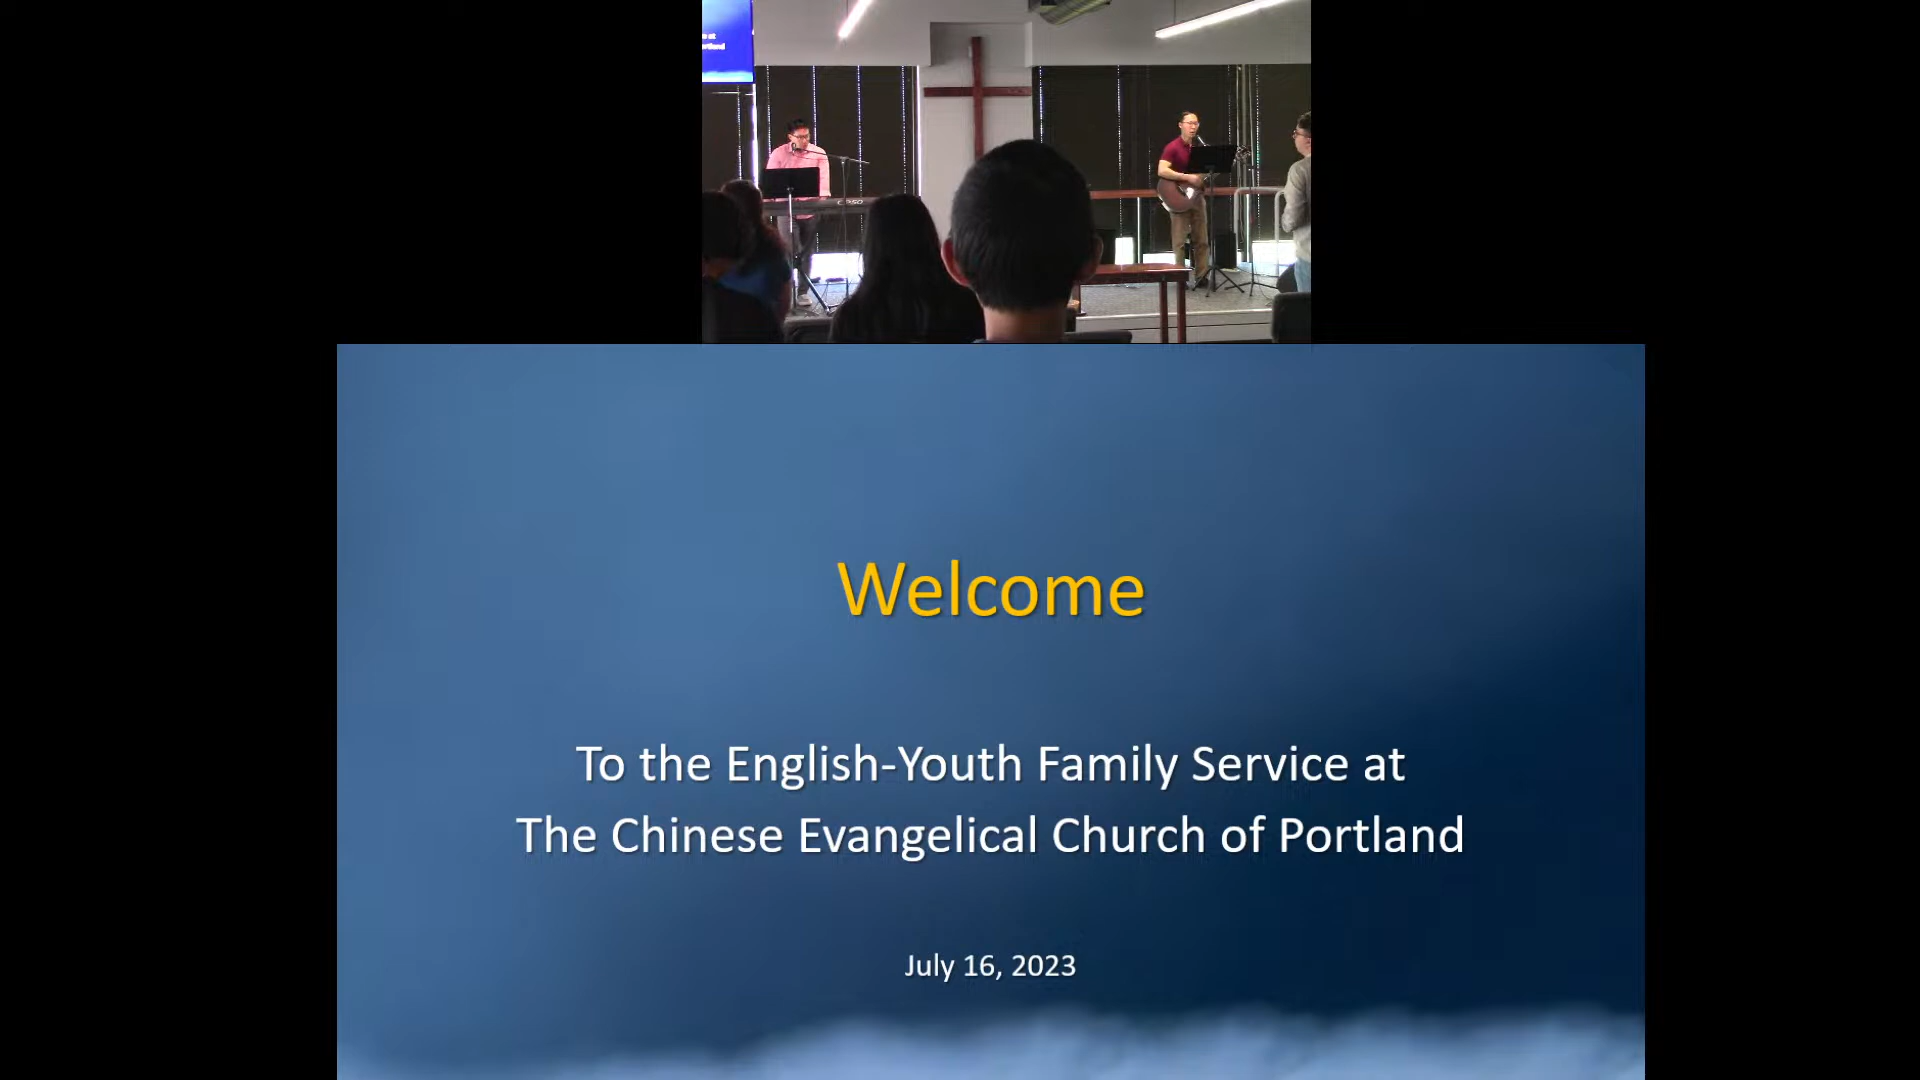 Welcome
To the English-Youth Family Service at
The Chinese Evangelical Church of Portland
July 16, 2023